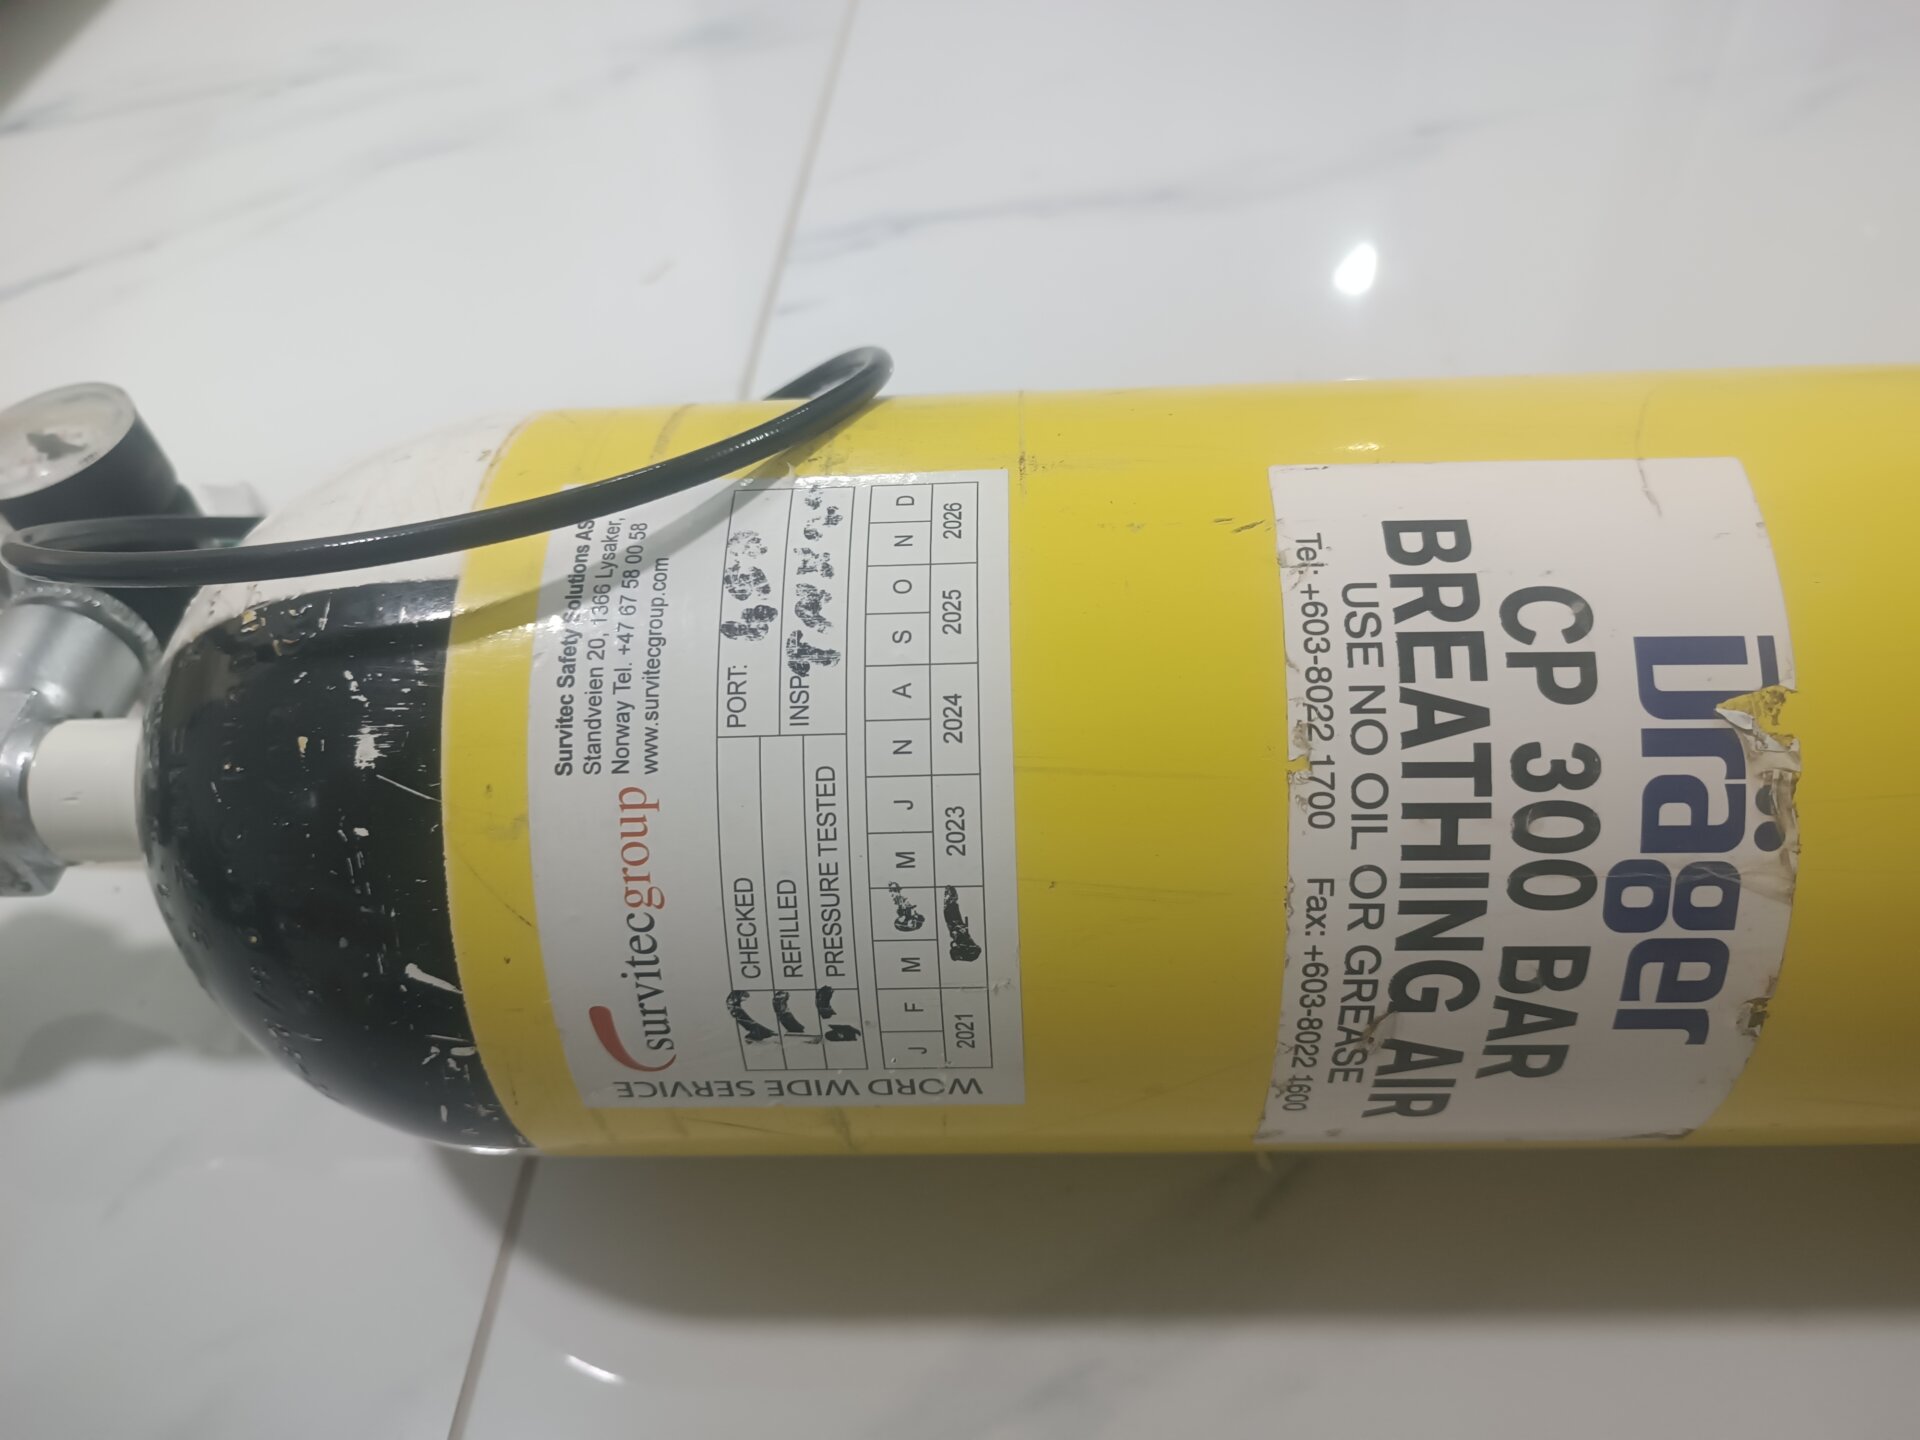 survitecgroup
Survitec Safety Solutions AS
Standveien 20, 1366 Lysaker,
Norway Tel. +47 67 58 00 58
www.survitecgroup.com
WORD WIDE SERVICE
CHECKED PORT:
REFILLED INSP
PRESSURE TESTED
J F M M J N A S O N D
2021 2023 2024 2025 2026
Dräger
CP 300 BAR
BREATHING AIR
USE NO OIL OR GREASE
Tel: +603-8022 1700 Fax: +603-8022 1600